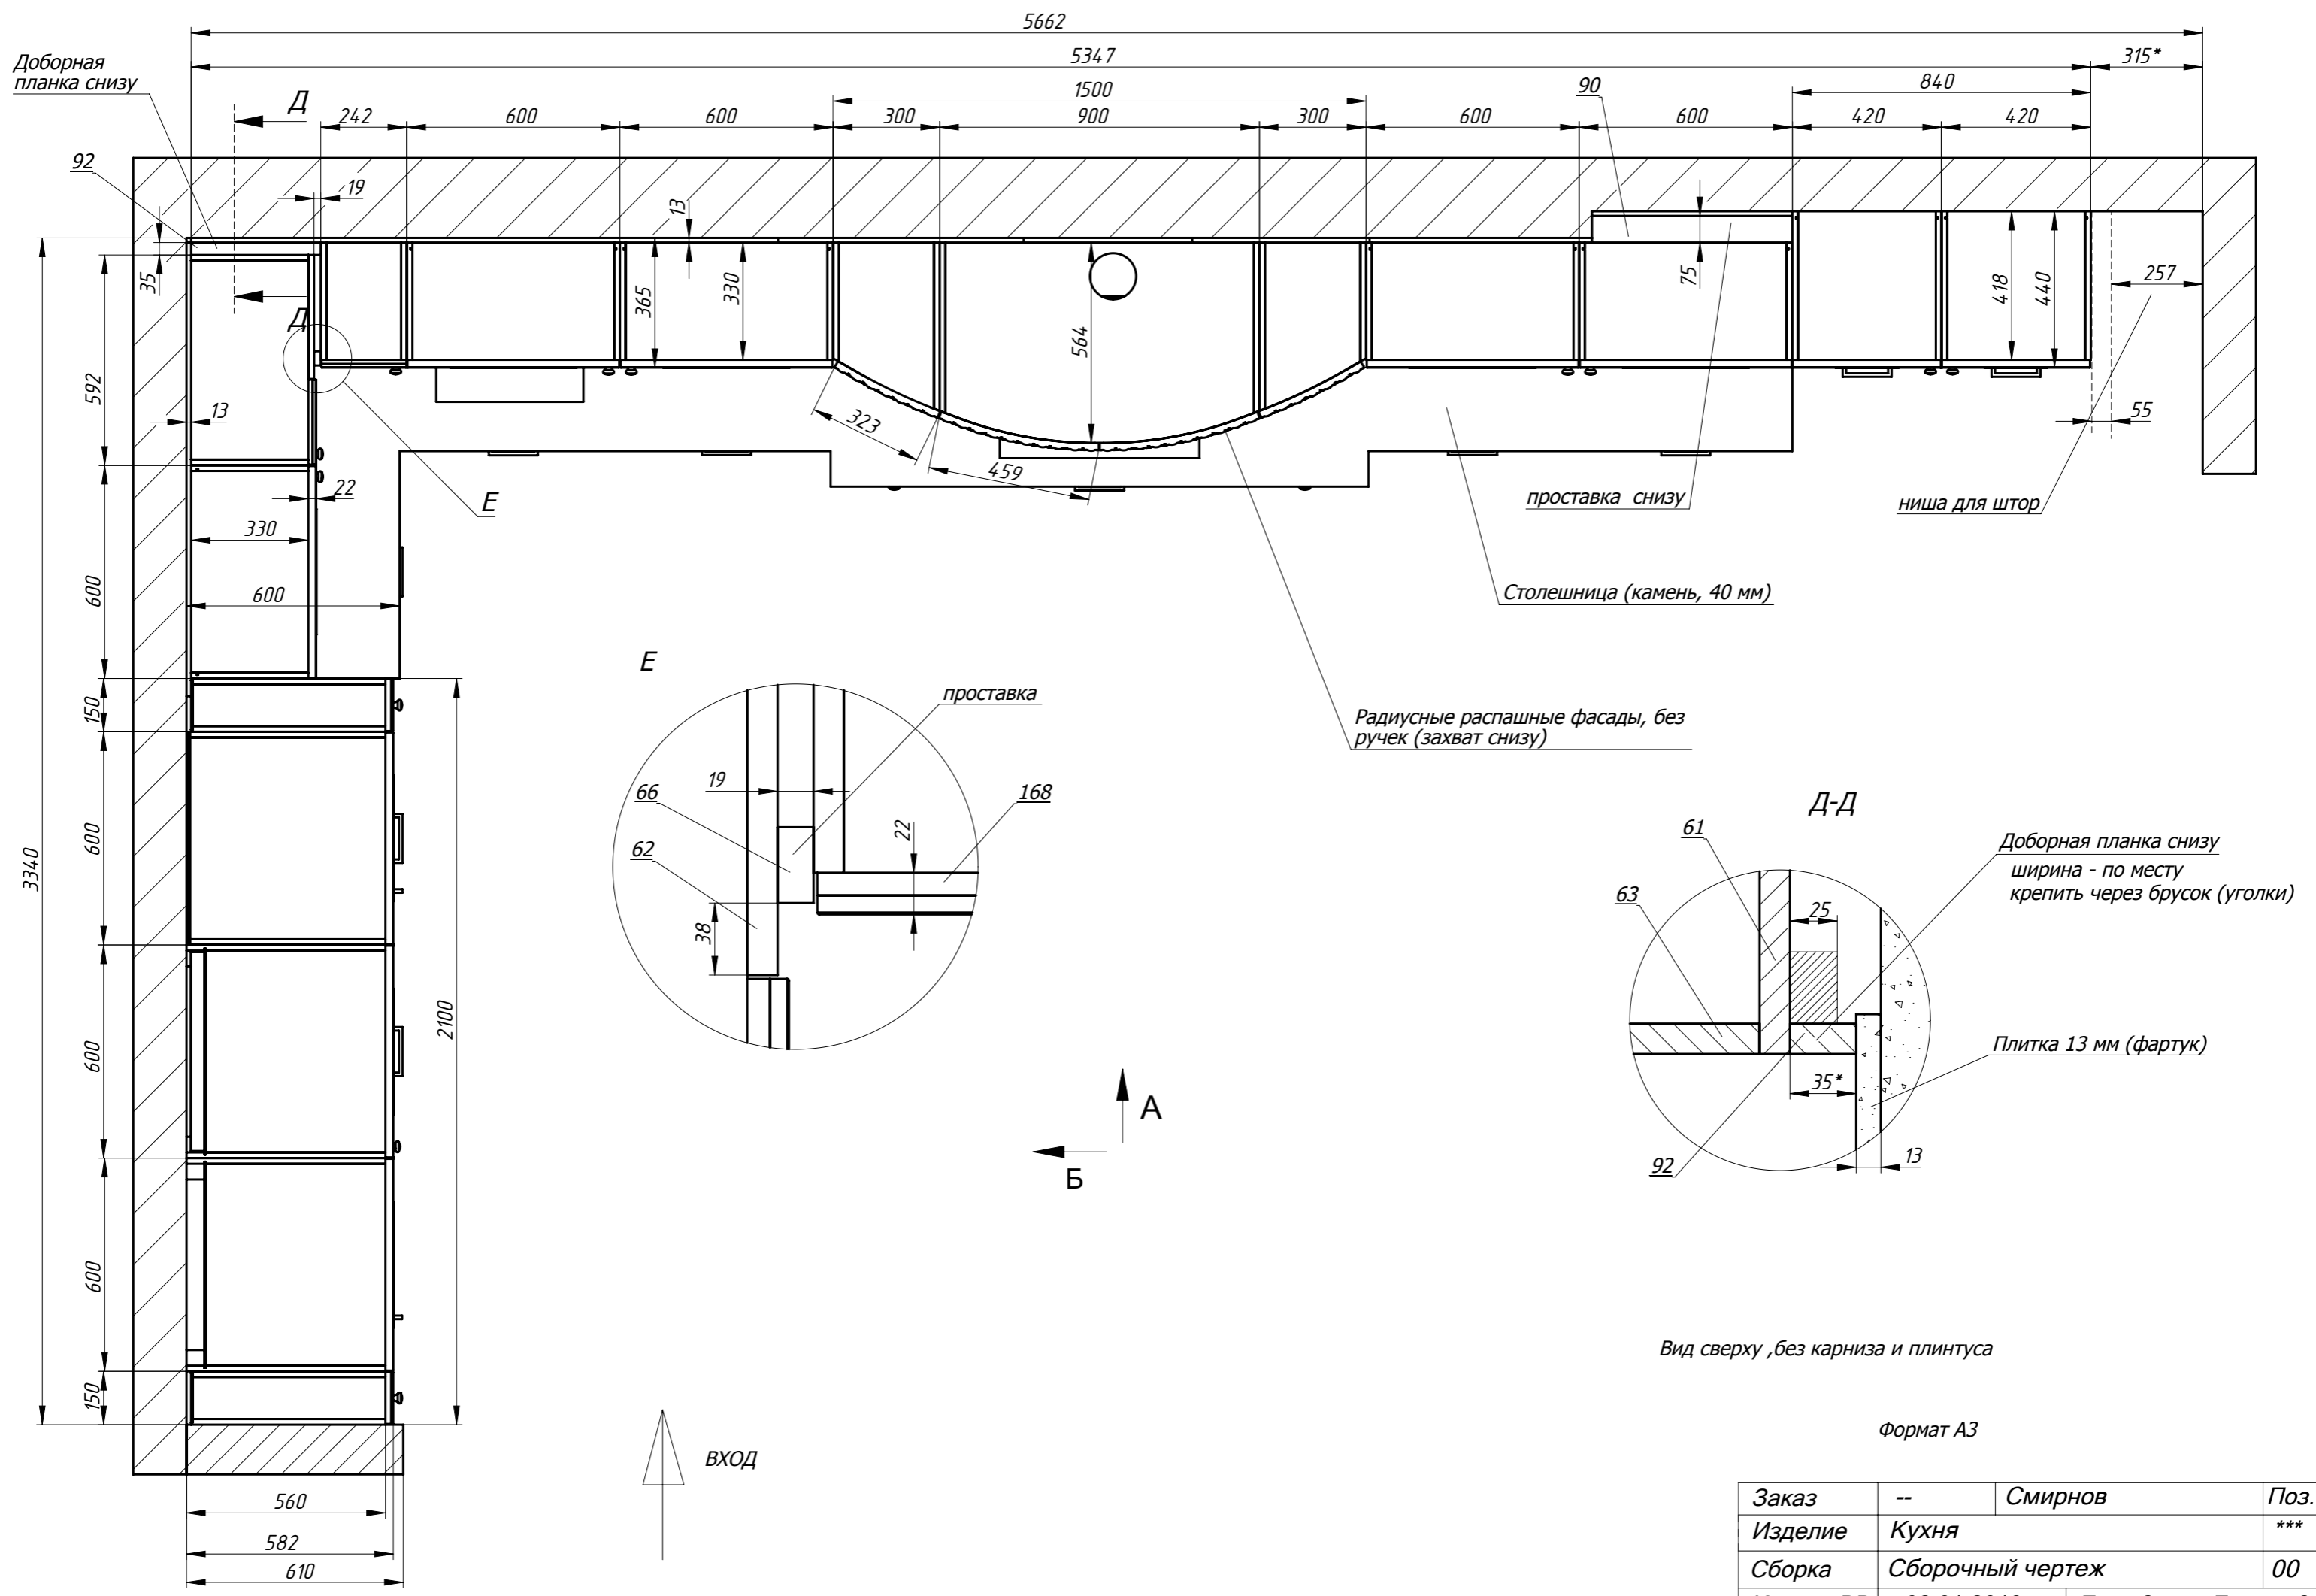 5662
5347
315*
1500
840
90
242
600
600
300
900
300
600
600
420
420
Доборная
планка снизу
Д
92
19
13
35
365
330
564
75
418
440
257
Д
592
13
323
459
55
22
Е
проставка снизу
ниша для штор
330
600
600
Столешница (камень, 40 мм)
Е
проставка
150
Радиусные распашные фасады, без
ручек (захват снизу)
19
66
168
22
62
38
3340
600
2100
600
600
150
Д-Д
61
Доборная планка снизу
ширина - по месту
крепить через брусок (уголки)
63
25
Плитка 13 мм (фартук)
35*
13
92
А
Б
Вид сверху ,без карниза и плинтуса
Формат А3
ВХОД
560
582
610
Заказ -- Смирнов Поз.
Изделие Кухня ***
Сборка Сборочный чертеж 00